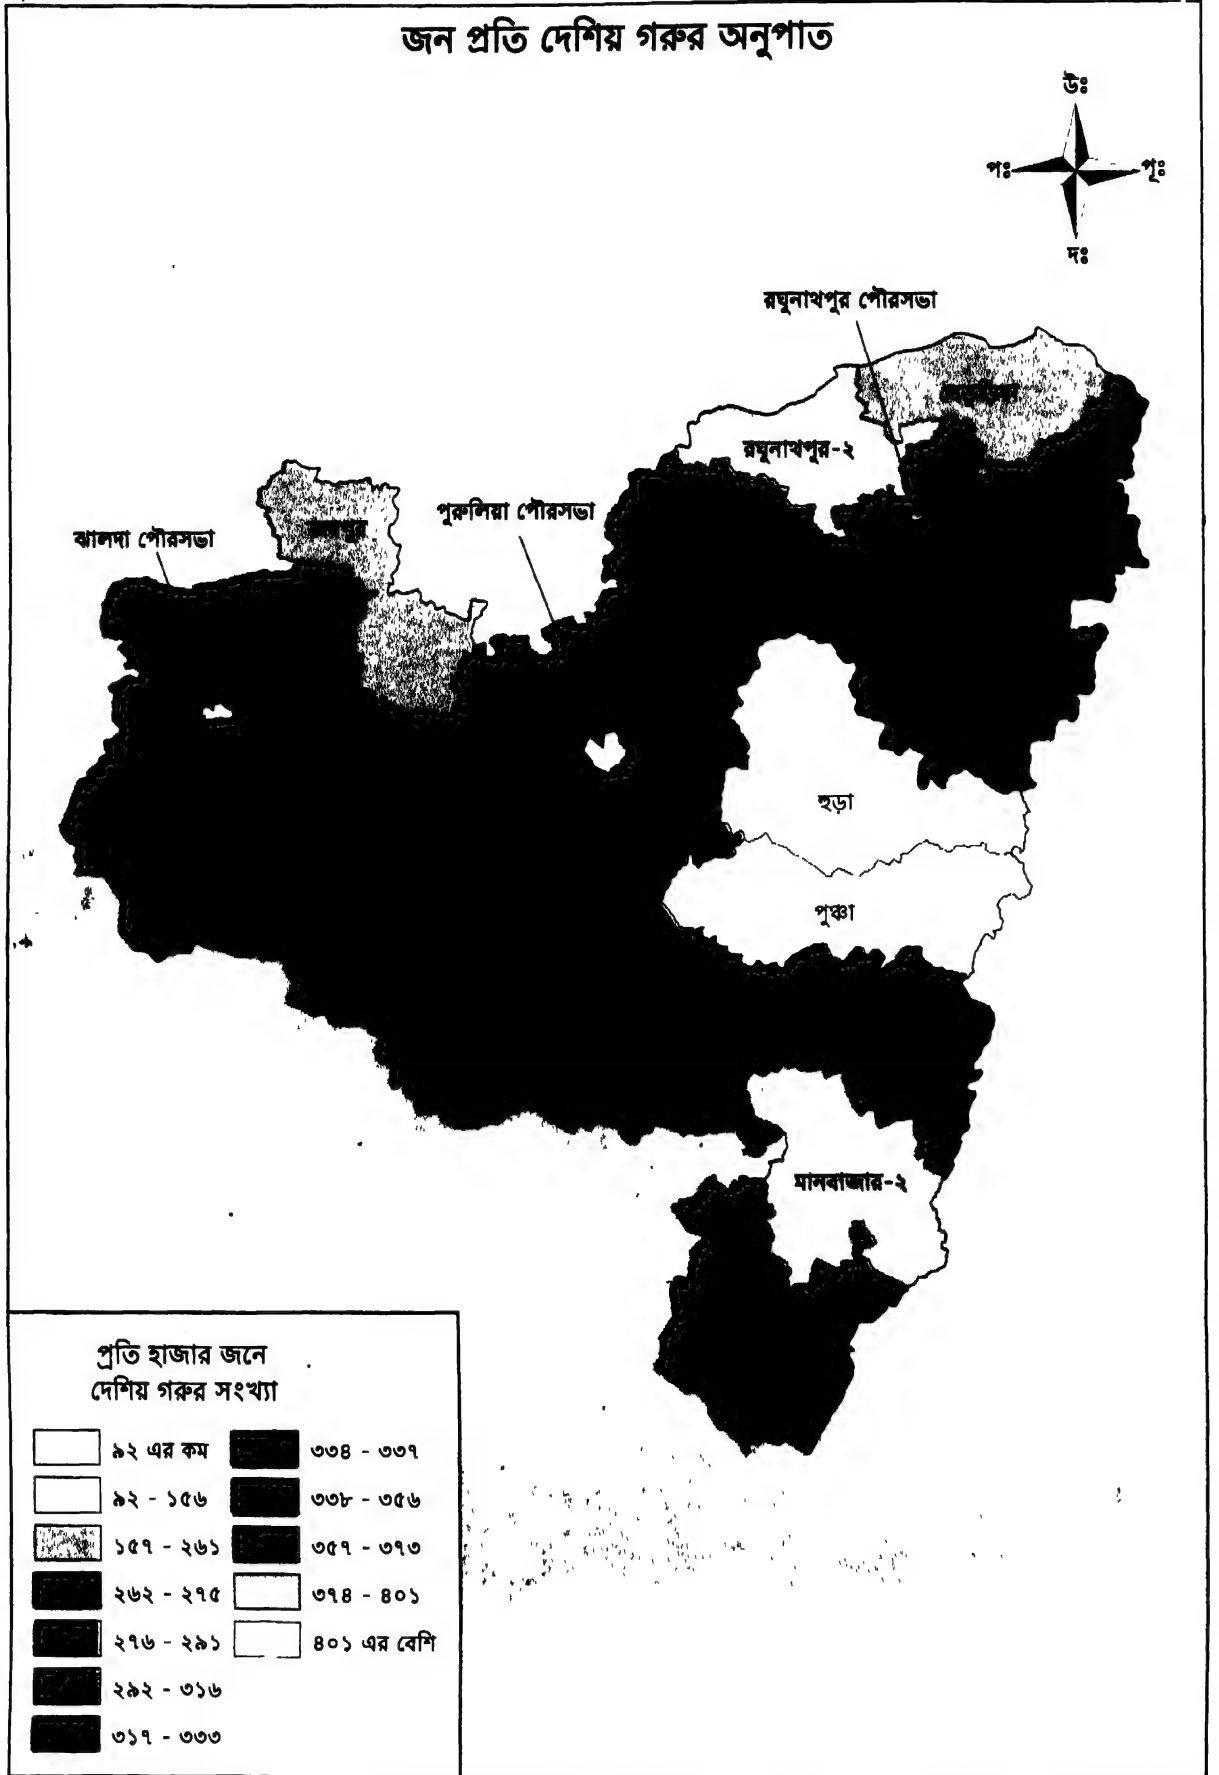 জন প্রতি দেশিয় গরুর অনুপাত
উঃ
পঃ
পূঃ
দঃ
রঘুনাথপুর পৌরসভা
রঘুনাথপুর-২
পুরুলিয়া পৌরসভা
ঝালদা পৌরসভা
হুড়া
পুঞ্চা
মানবাজার-২
প্রতি হাজার জনে
দেশিয় গরুর সংখ্যা
৯২ এর কম
৯২ - ১৫৬
১৫৭ - ২৬১
২৬২ - ২৭৫
২৭৬ - ২৯১
২৯২ - ৩১৬
৩১৭ - ৩৩৩
৩৩৪ - ৩৩৭
৩৩৮ - ৩৫৬
৩৫৭ - ৩৭৩
৩৭৪ - ৪০১
৪০১ এর বেশি